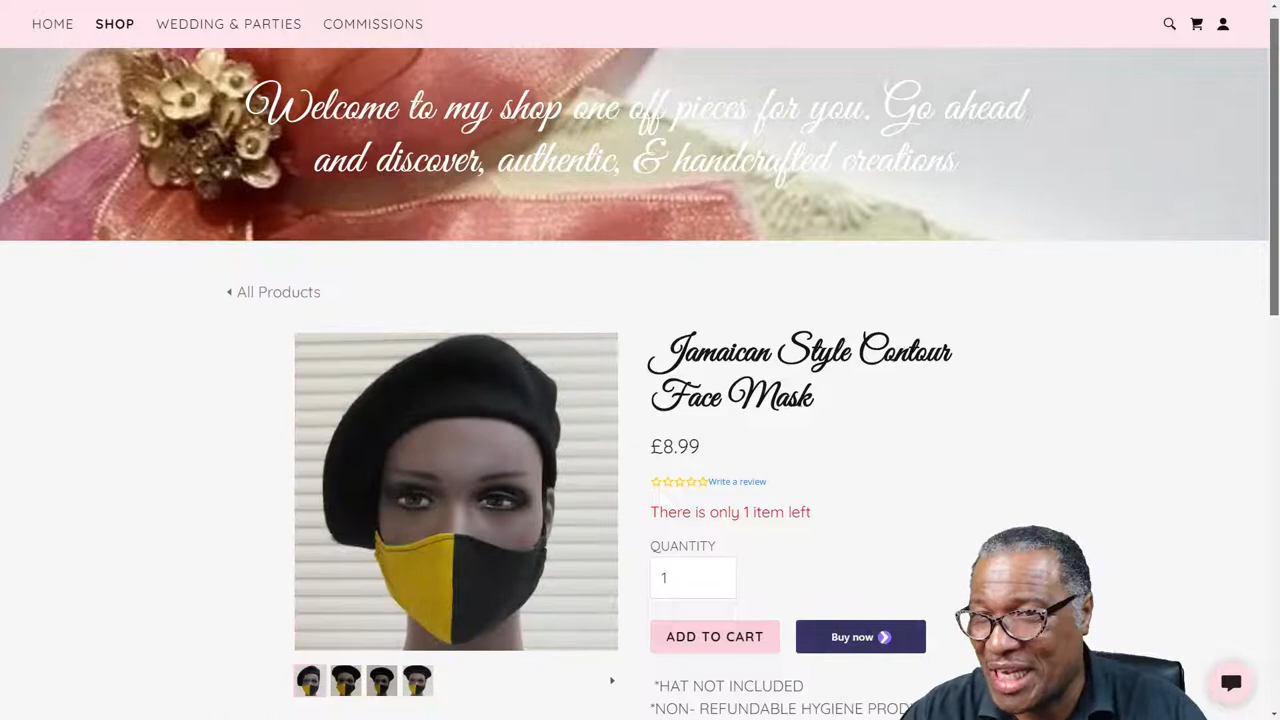 HOME SHOP WEDDING & PARTIES COMMISSIONS
Welcome to my shop one off pieces for you. Go ahead
and discover, authentic, & handcrafted creations
All Products
Jamaican Style Contour
Face Mask
£8.99
Write a review
There is only 1 item left
QUANTITY
1
ADD TO CART
Buy now
*HAT NOT INCLUDED
*NON- REFUNDABLE HYGIENE